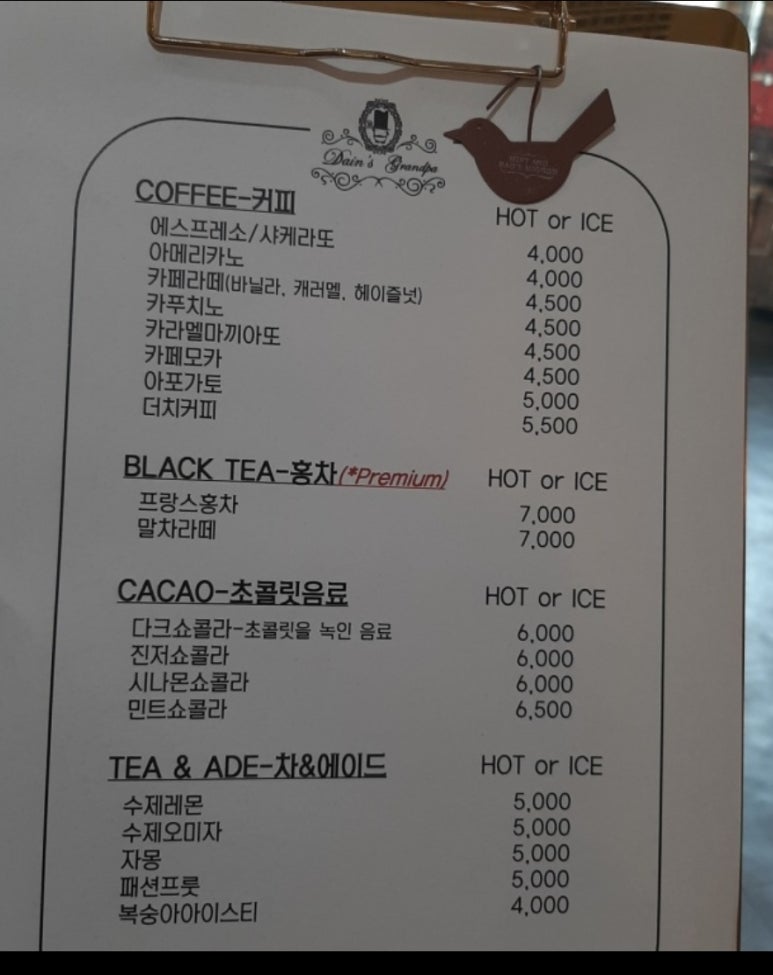 Dain's Grandpa
COFFEE-커피 HOT or ICE
에스프레소/샤케라또 4,000
아메리카노 4,000
카페라떼(바닐라, 캐러멜, 헤이즐넛) 4,500
카푸치노 4,500
카라멜마끼아또 4,500
카페모카 4,500
아포가토 5,000
더치커피 5,500
BLACK TEA-홍차(*Premium) HOT or ICE
프랑스홍차 7,000
말차라떼 7,000
CACAO-초콜릿음료 HOT or ICE
다크쇼콜라-초콜릿을 녹인 음료 6,000
진저쇼콜라 6,000
시나몬쇼콜라 6,000
민트쇼콜라 6,500
TEA & ADE-차&에이드 HOT or ICE
수제레몬 5,000
수제오미자 5,000
자몽 5,000
패션프룻 5,000
복숭아아이스티 4,000